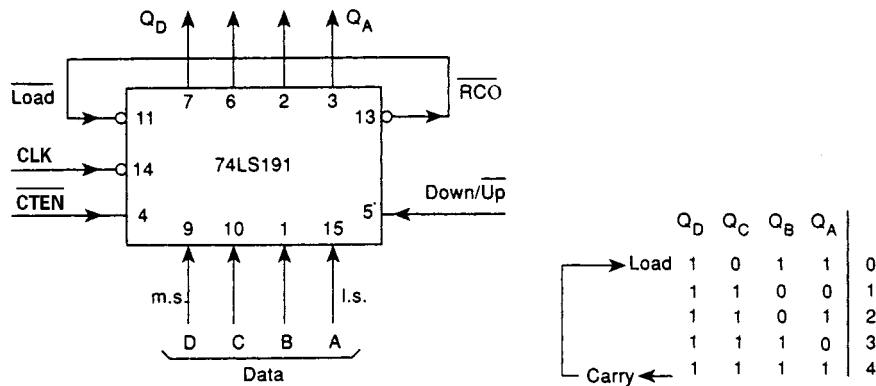 Q_D Q_A
Load
RCO
7 6 2 3
11 13
CLK
14 74LS191
CTEN
4 5 Down/Up
9 10 1 15
m.s. l.s.
D C B A
Data
Q_D Q_C Q_B Q_A
Load 1 0 1 1 0
1 1 0 0 1
1 1 0 1 2
1 1 1 0 3
Carry 1 1 1 1 4